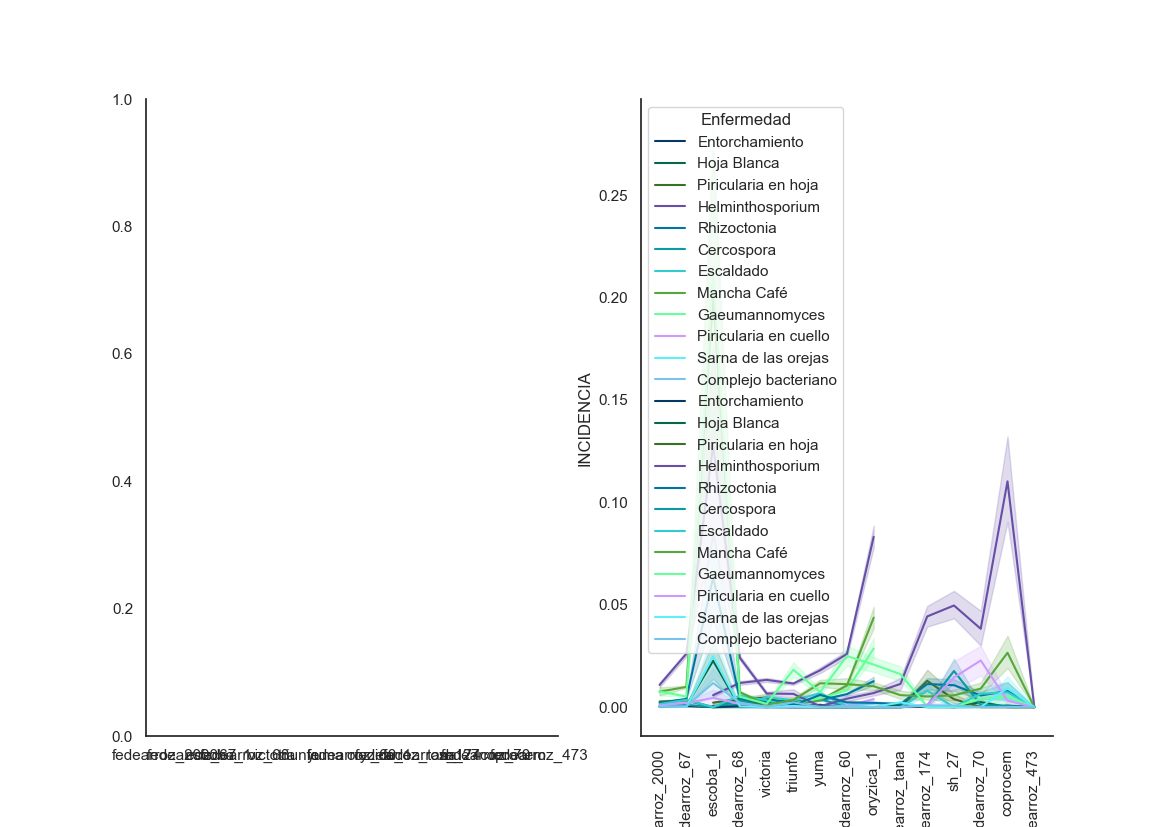 1.0
0.8
0.6
0.4
0.2
0.0
473
INCIDENCIA
0.25
0.20
0.15
0.10
0.05
0.00
Enfermedad
Entorchamiento
Hoja Blanca
Piricularia en hoja
Helminthosporium
Rhizoctonia
Cercospora
Escaldado
Mancha Café
Gaeumannomyces
Piricularia en cuello
Sarna de las orejas
Complejo bacteriano
Entorchamiento
Hoja Blanca
Piricularia en hoja
Helminthosporium
Rhizoctonia
Cercospora
Escaldado
Mancha Café
Gaeumannomyces
Piricularia en cuello
Sarna de las orejas
Complejo bacteriano
arroz_2000
dearroz_67
escoba_1
dearroz_68
victoria
triunfo
yuma
dearroz_60
oryzica_1
earroz_tana
earroz_174
sh_27
dearroz_70
coprocem
earroz_473